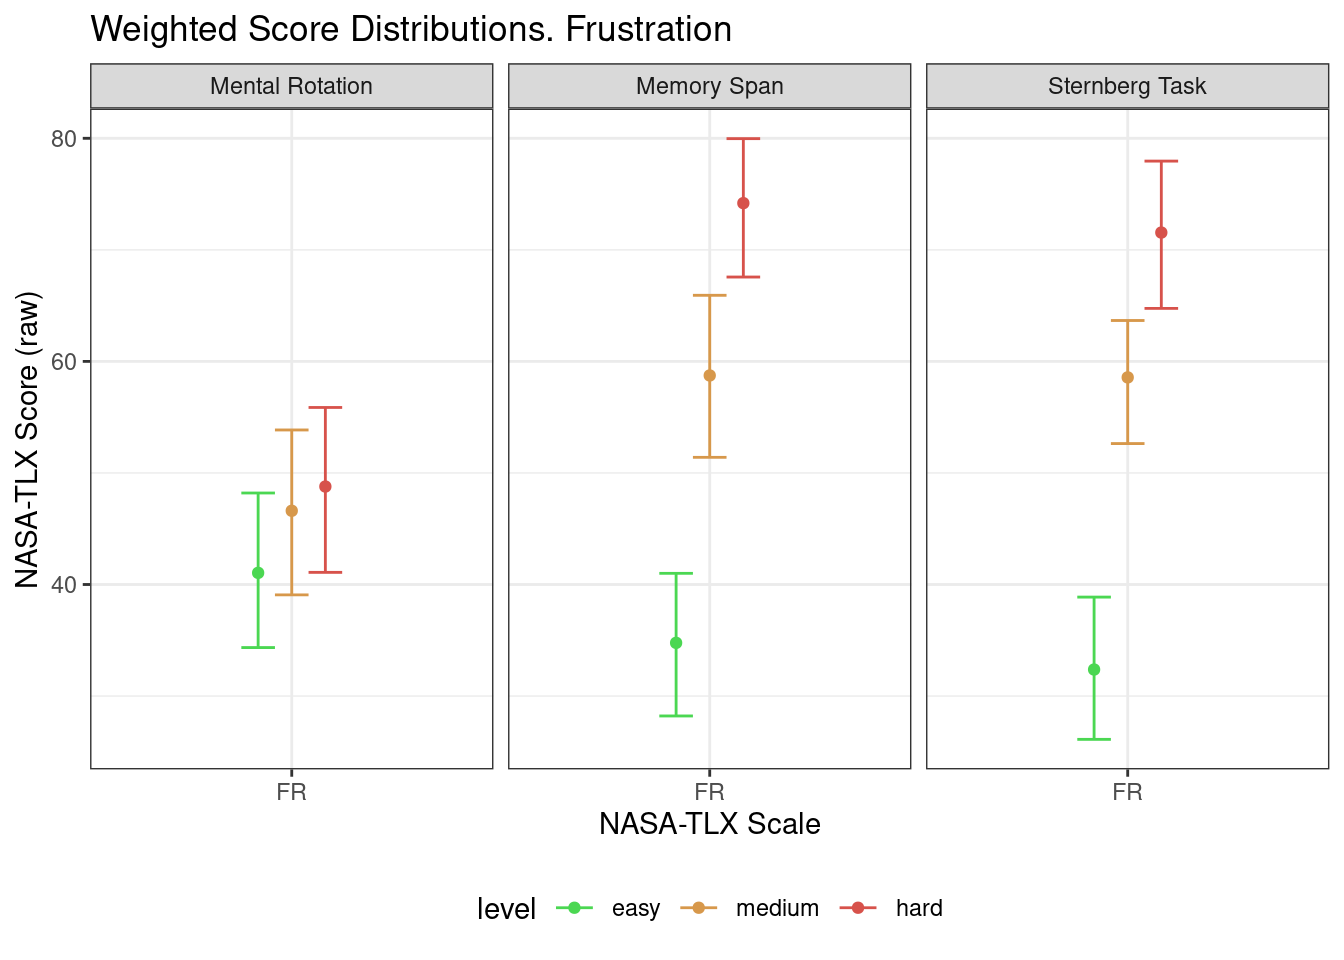 Weighted Score Distributions. Frustration
Mental Rotation
Memory Span
Sternberg Task
NASA-TLX Score (raw)
80
60
40
FR
FR
FR
NASA-TLX Scale
level
easy
medium
hard